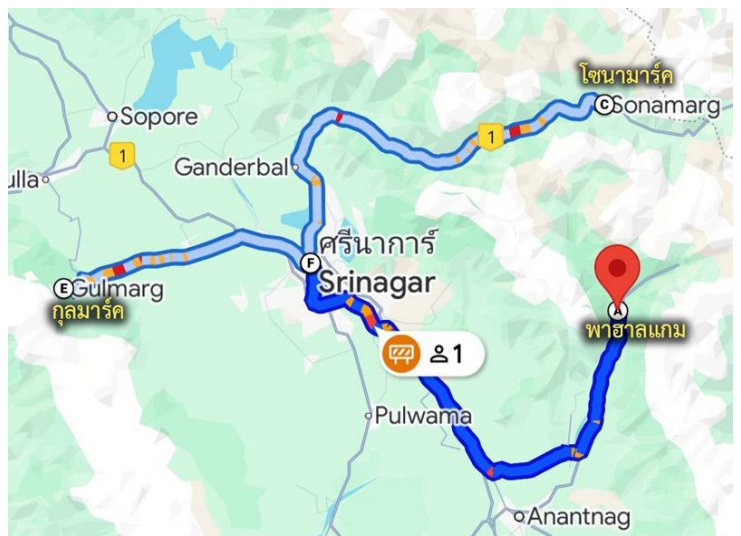 โซนามาร์ค
C Sonamarg
Sopore
1
1
Ganderbal
ulla
ศรีนาการ์
F
Srinagar
E Gulmarg
กุลมาร์ค
A
พาฮาลแกม
1
Pulwama
Anantnag